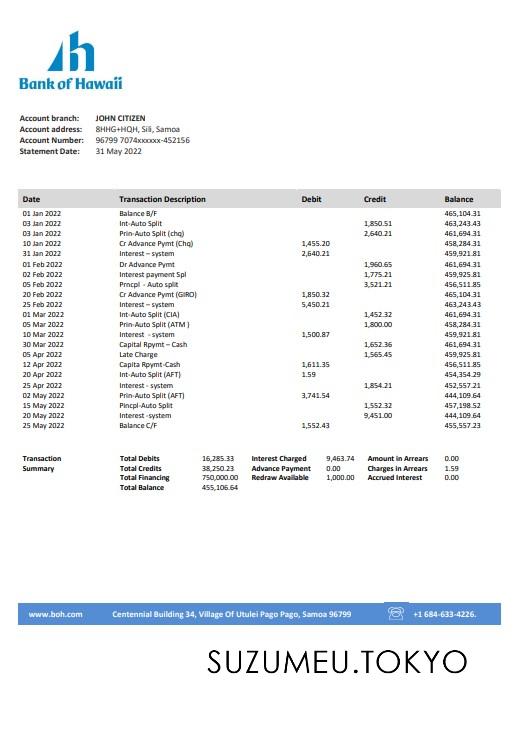 Bank of Hawaii
Account branch: JOHN CITIZEN
Account address: 8HHG+HQH, Sili, Samoa
Account Number: 96799 7074xxxxxx-452156
Statement Date: 31 May 2022
Date Transaction Description Debit Credit Balance
01 Jan 2022 Balance B/F 465,104.31
03 Jan 2022 Int-Auto Split 1,850.51 463,243.43
03 Jan 2022 Prin-Auto Split (chq) 2,640.21 461,694.31
10 Jan 2022 Cr Advance Pymt (Chq) 1,455.20 458,284.31
31 Jan 2022 Interest – system 2,640.21 459,921.81
01 Feb 2022 Dr Advance Pymt 1,960.65 461,694.31
02 Feb 2022 Interest payment Spl 1,775.21 459,925.81
05 Feb 2022 Prncpl - Auto split 3,521.21 456,511.85
20 Feb 2022 Cr Advance Pymt (GIRO) 1,850.32 465,104.31
25 Feb 2022 Interest – system 5,450.21 463,243.43
01 Mar 2022 Int-Auto Split (CIA) 1,452.32 461,694.31
05 Mar 2022 Prin-Auto Split (ATM ) 1,800.00 458,284.31
10 Mar 2022 Interest - system 1,500.87 459,921.81
30 Mar 2022 Capital Rpymt – Cash 1,652.36 461,694.31
05 Apr 2022 Late Charge 1,565.45 459,925.81
12 Apr 2022 Capita Rpymt-Cash 1,611.35 456,511.85
20 Apr 2022 Int-Auto Split (AFT) 1.59 454,354.29
25 Apr 2022 Interest - system 1,854.21 452,557.21
02 May 2022 Prin-Auto Split (AFT) 3,741.54 444,109.64
15 May 2022 Pincpl-Auto Split 1,552.32 457,198.52
20 May 2022 Interest-system 9,451.00 444,109.64
25 May 2022 Balance C/F 1,552.43 455,557.23
Transaction Total Debits 16,285.33 Interest Charged 9,463.74 Amount in Arrears 0.00
Summary Total Credits 38,250.23 Advance Payment 0.00 Charges in Arrears 1.59
Total Financing 750,000.00 Redraw Available 1,000.00 Accrued Interest 0.00
Total Balance 455,106.64
www.boh.com Centennial Building 34, Village Of Utulei Pago Pago, Samoa 96799 +1 684-633-4226.
SUZUMEU.TOKYO